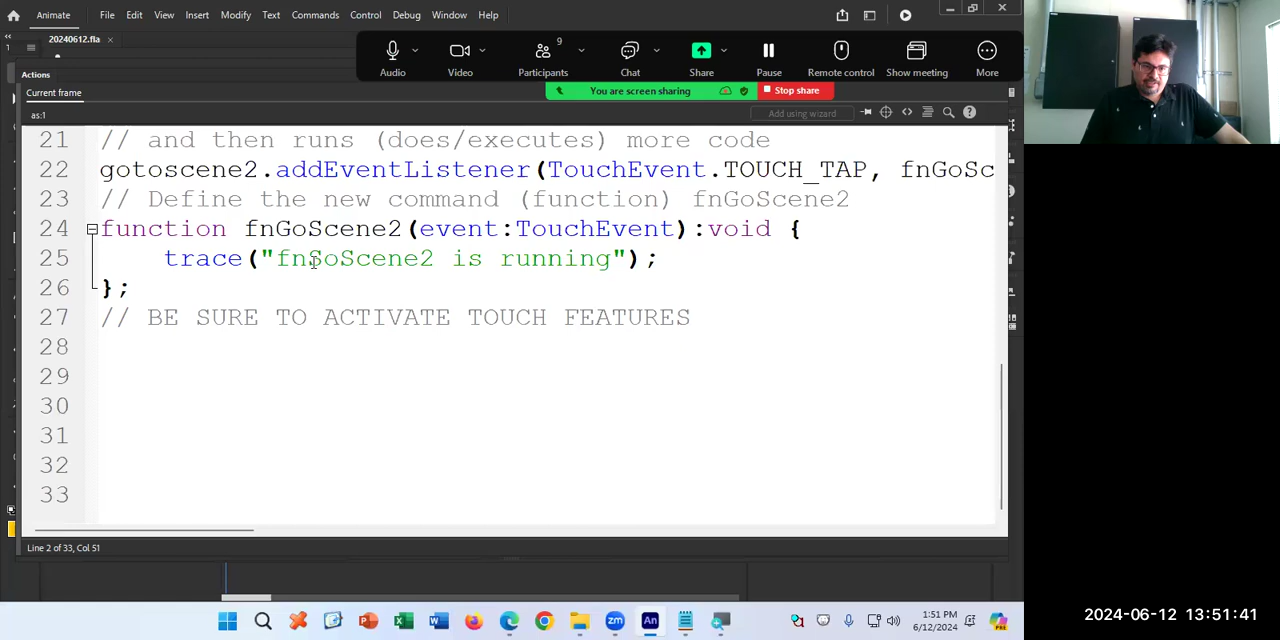 Animate File Edit View Insert Modify Text Commands Control Debug Window Help
20240612.fla ×
Audio Video Participants 9 Chat Share Pause Remote control Show meeting More
You are screen sharing Stop share
Actions
Current frame
as:1
Add using wizard
21 // and then runs (does/executes) more code
22 gotoscene2.addEventListener(TouchEvent.TOUCH_TAP, fnGoSc
23 // Define the new command (function) fnGoScene2
24 function fnGoScene2(event:TouchEvent):void {
25 trace("fnGoScene2 is running");
26 };
27 // BE SURE TO ACTIVATE TOUCH FEATURES
28
29
30
31
32
33
Line 2 of 33, Col 51
1:51 PM
6/12/2024
2024-06-12 13:51:41